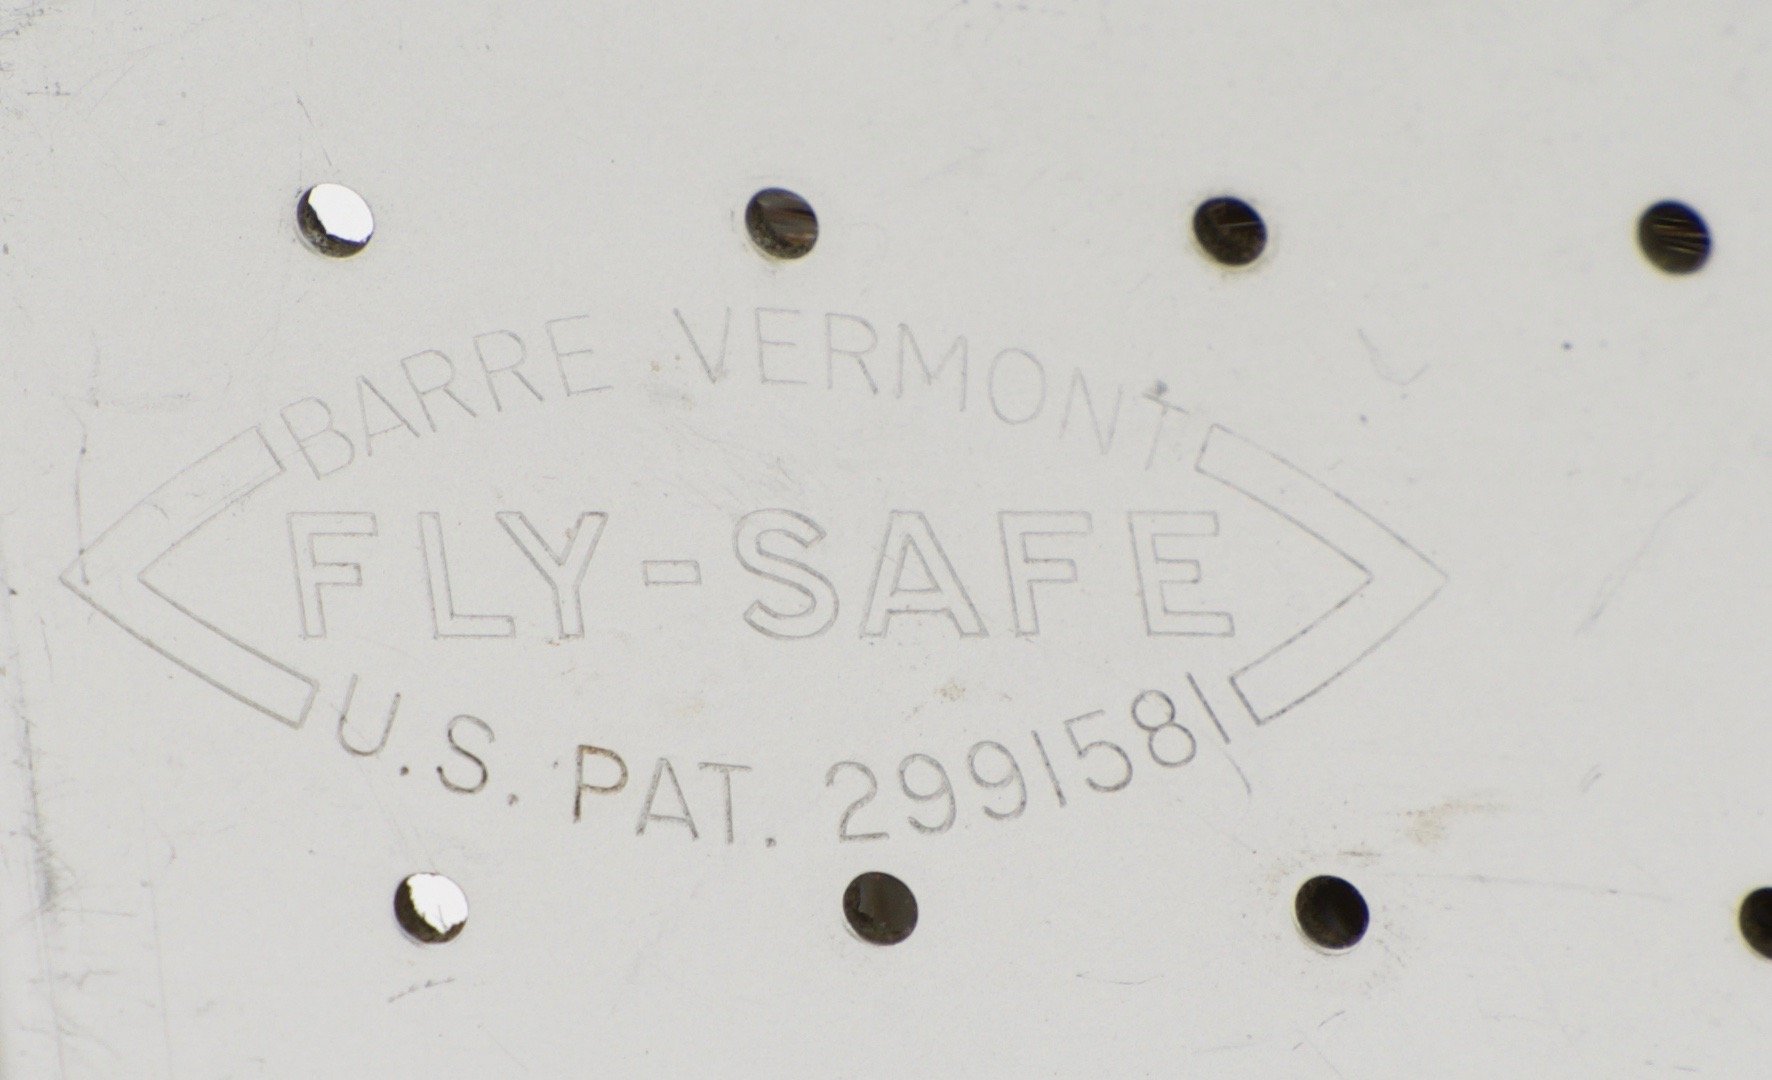 BARRE VERMONT
FLY-SAFE
U.S. PAT. 2991581